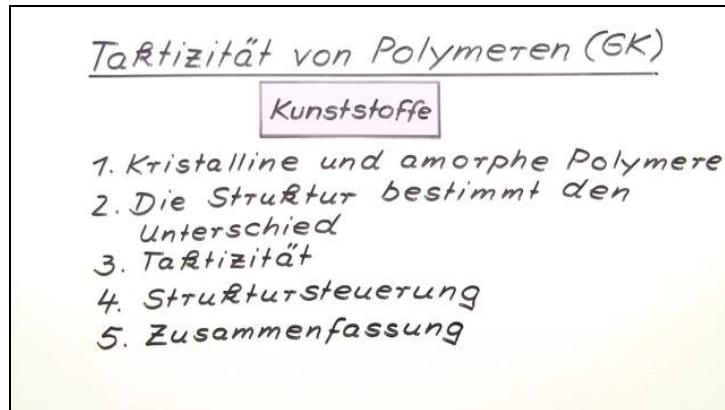 Taktizität von Polymeren (GK)
Kunststoffe
1. Kristalline und amorphe Polymere
2. Die Struktur bestimmt den
Unterschied
3. Taktizität
4. Struktursteuerung
5. Zusammenfassung